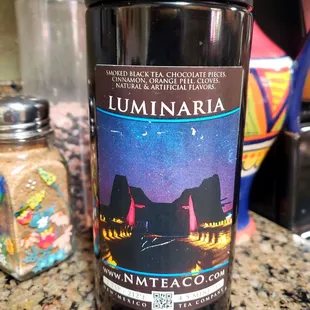 SMOKED BLACK TEA, CHOCOLATE PIECES,
CINNAMON, ORANGE PEEL, CLOVES,
NATURAL & ARTIFICIAL FLAVORS.
LUMINARIA
WWW.NMTEACO.COM
MEXICO TEA COMPANY